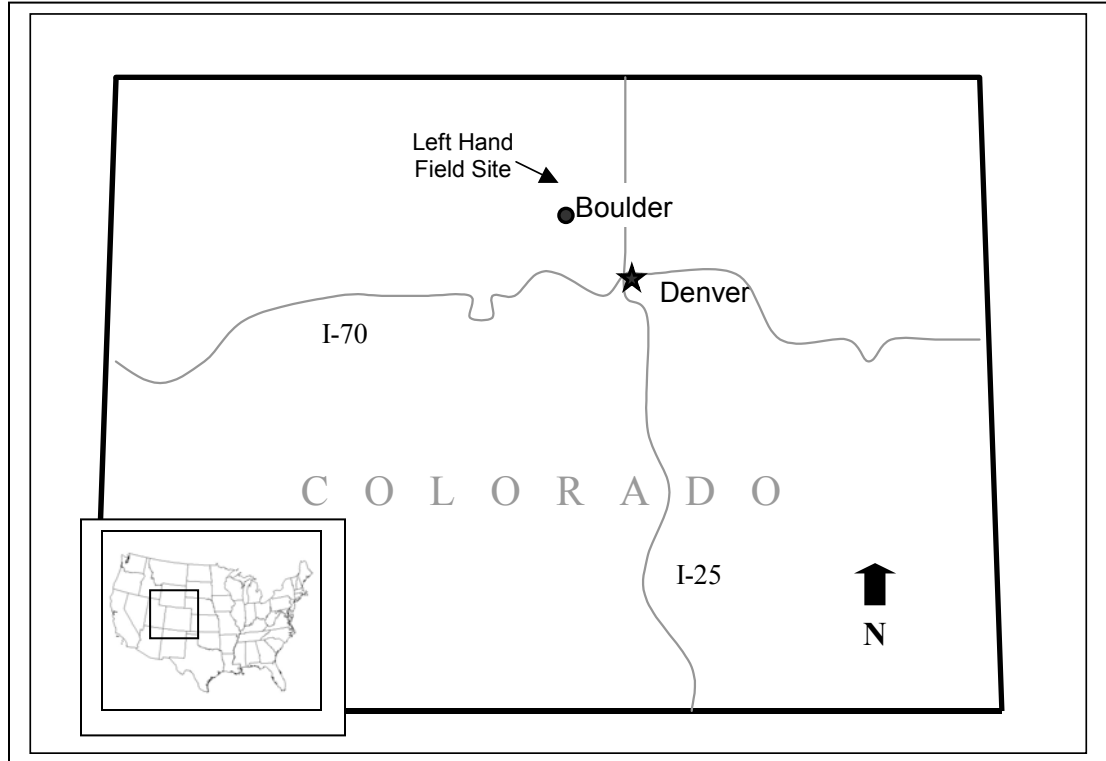 Left Hand
Field Site
Boulder
Denver
I-70
C O L O R A D O
I-25
N